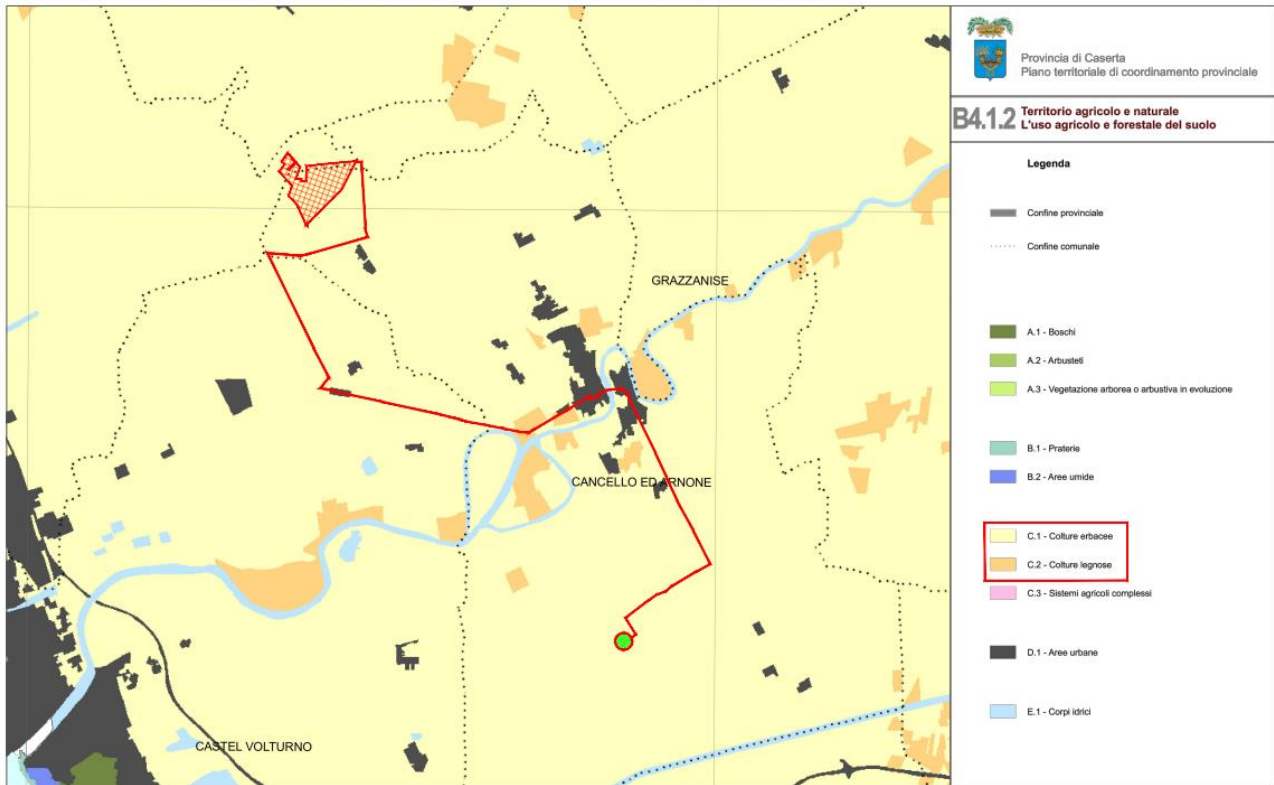 GRAZZANISE
CANCELLO ED ARNONE
CASTEL VOLTURNO
Provincia di Caserta
Piano territoriale di coordinamento provinciale
B4.1.2 Territorio agricolo e naturale
L'uso agricolo e forestale del suolo
Legenda
Confine provinciale
Confine comunale
A.1 - Boschi
A.2 - Arbusteti
A.3 - Vegetazione arborea o arbustiva in evoluzione
B.1 - Praterie
B.2 - Aree umide
C.1 - Colture erbacee
C.2 - Colture legnose
C.3 - Sistemi agricoli complessi
D.1 - Aree urbane
E.1 - Corpi idrici